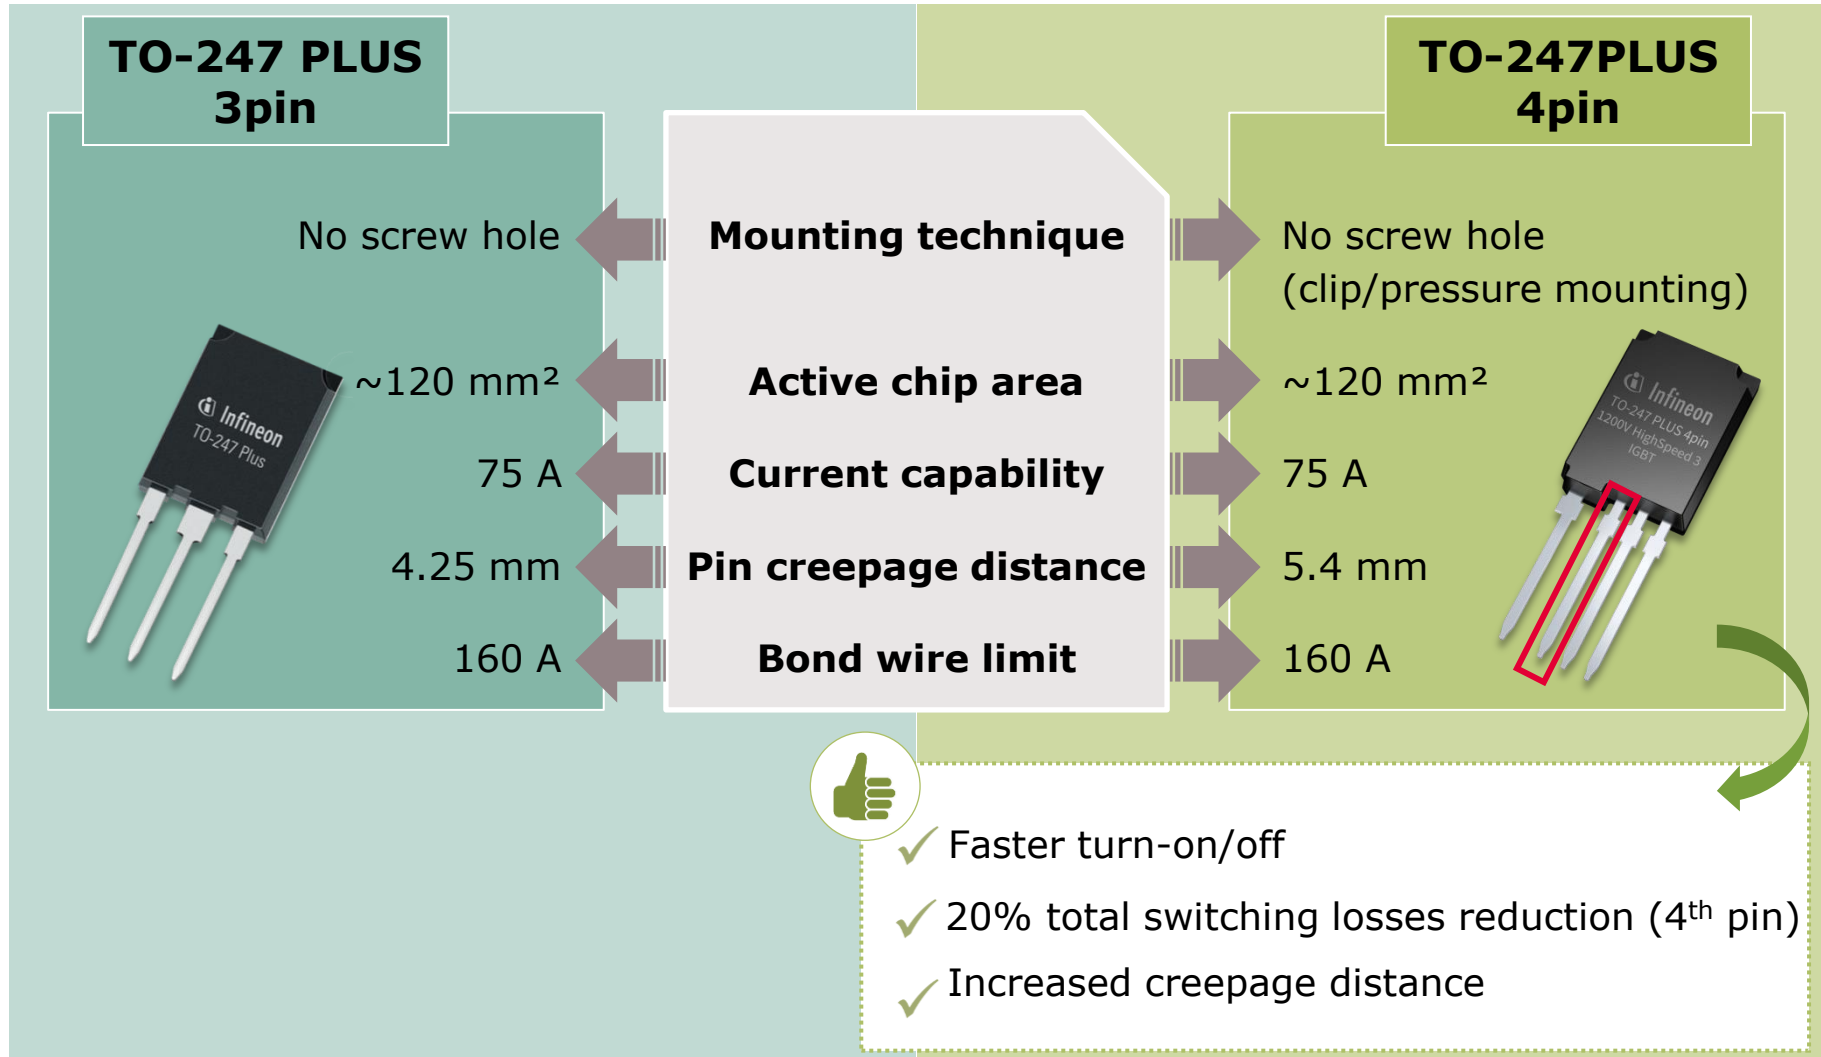 TO-247 PLUS
3pin
TO-247PLUS
4pin
No screw hole
Mounting technique
No screw hole
(clip/pressure mounting)
~120 mm²
Active chip area
~120 mm²
75 A
Current capability
75 A
4.25 mm
Pin creepage distance
5.4 mm
160 A
Bond wire limit
160 A
Infineon
TO-247 Plus
Infineon
TO-247 PLUS 4pin
1200V HighSpeed 3
IGBT
Faster turn-on/off
20% total switching losses reduction (4th pin)
Increased creepage distance